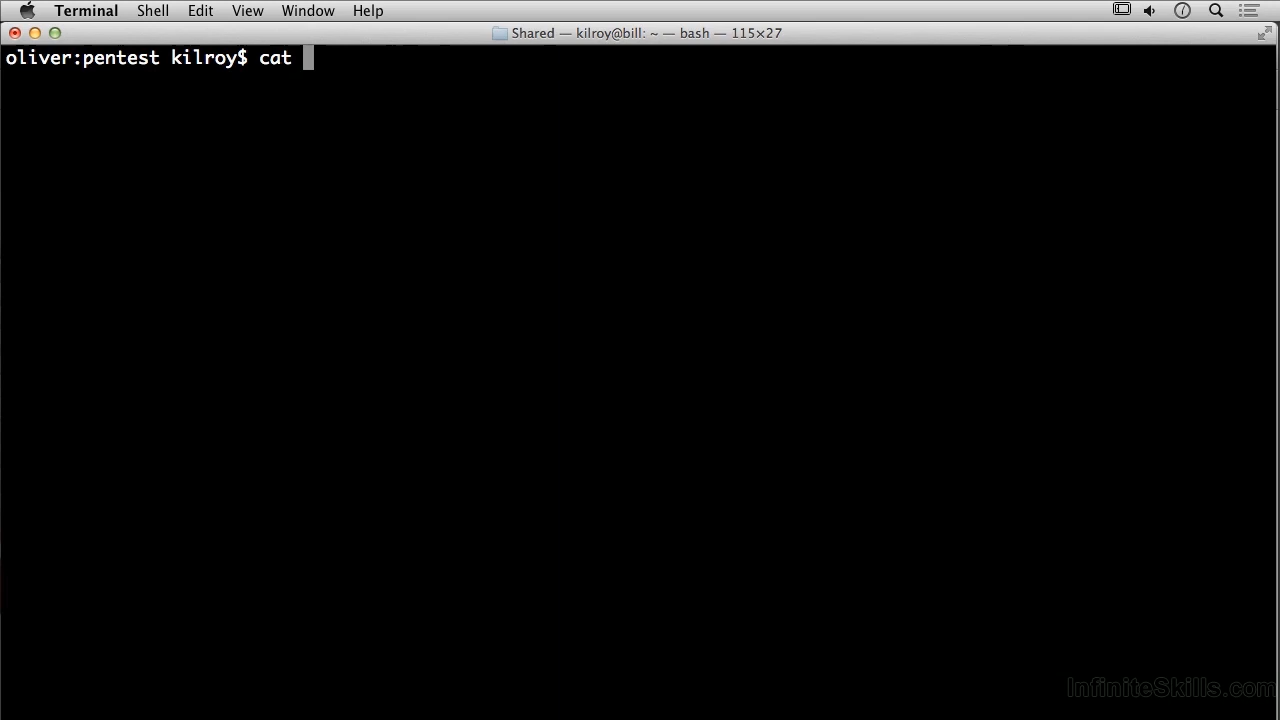 Terminal Shell Edit View Window Help
Shared — kilroy@bill: ~ — bash — 115×27
oliver:pentest kilroy$ cat
InfiniteSkills.com